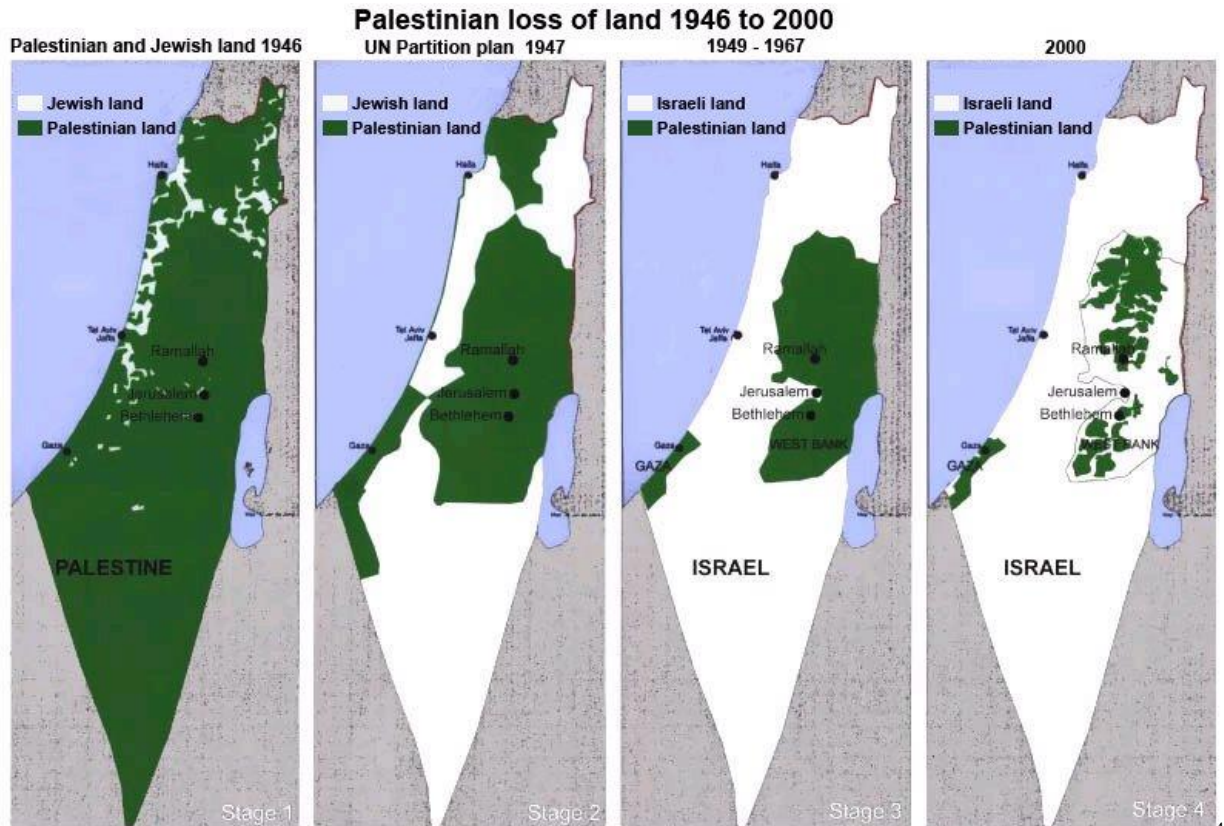 Palestinian loss of land 1946 to 2000
Palestinian and Jewish land 1946
Jewish land
Palestinian land
Haifa
Tel Aviv
Jaffa
Ramallah
Jerusalem
Bethlehem
Gaza
PALESTINE
Stage 1
UN Partition plan 1947
Jewish land
Palestinian land
Haifa
Tel Aviv
Jaffa
Ramallah
Jerusalem
Bethlehem
Gaza
Stage 2
1949 - 1967
Israeli land
Palestinian land
Haifa
Tel Aviv
Jaffa
Ramallah
Jerusalem
Bethlehem
Gaza
WEST BANK
GAZA
ISRAEL
Stage 3
2000
Israeli land
Palestinian land
Haifa
Tel Aviv
Jaffa
Ramallah
Jerusalem
Bethlehem
Gaza
WEST BANK
GAZA
ISRAEL
Stage 4